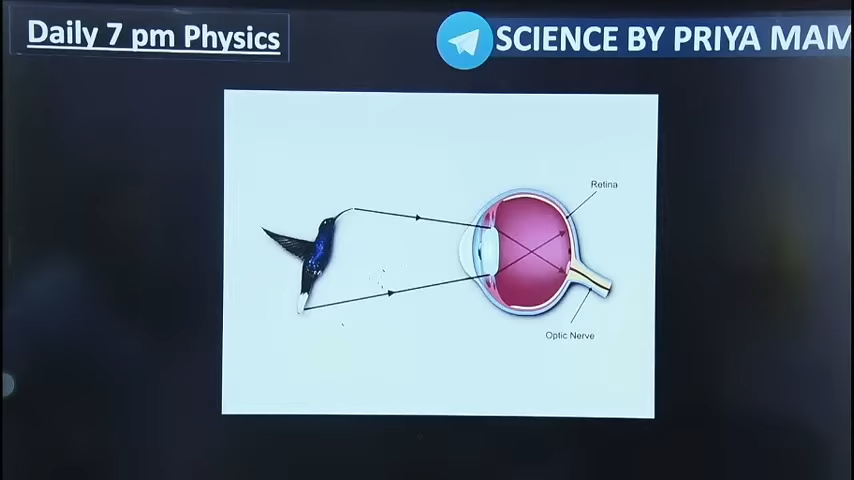 Daily 7 pm Physics
SCIENCE BY PRIYA MAM
Retina
Optic Nerve